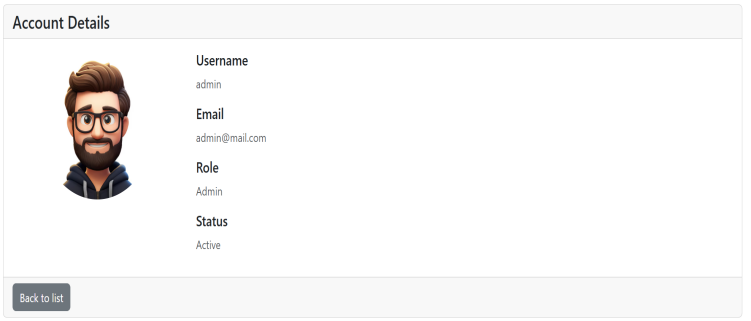 Account Details
Username
admin
Email
admin@mail.com
Role
Admin
Status
Active
Back to list